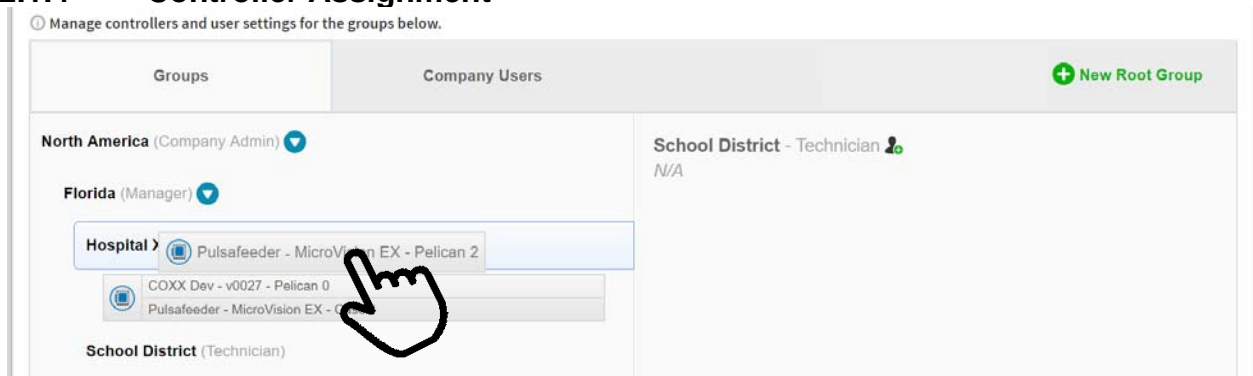 Controller Assignment
Manage controllers and user settings for the groups below.
Groups
Company Users
New Root Group
North America (Company Admin)
School District - Technician
N/A
Florida (Manager)
Hospital X
Pulsafeeder - MicroVision EX - Pelican 2
COXX Dev - v0027 - Pelican 0
Pulsafeeder - MicroVision EX -
School District (Technician)